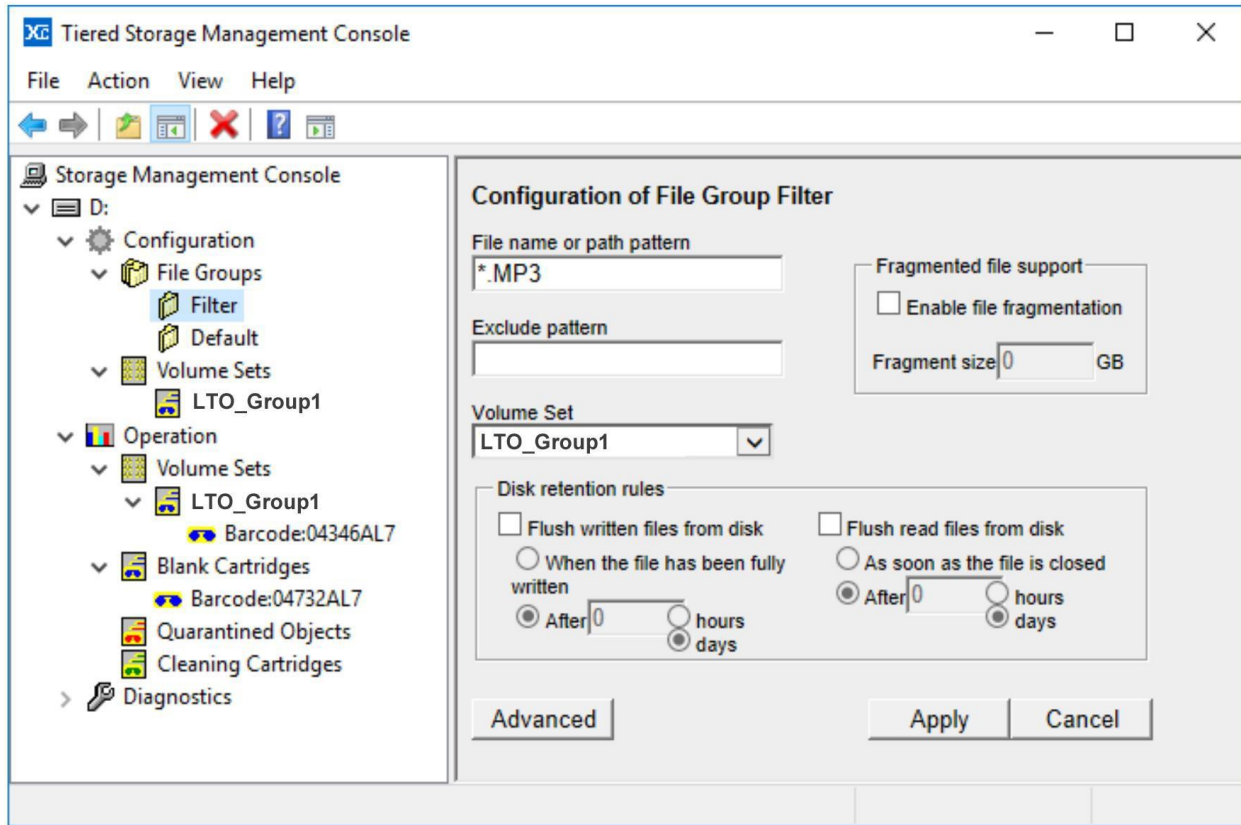 XC Tiered Storage Management Console
File Action View Help
Storage Management Console
D:
Configuration
File Groups
Filter
Default
Volume Sets
LTO_Group1
Operation
Volume Sets
LTO_Group1
Barcode:04346AL7
Blank Cartridges
Barcode:04732AL7
Quarantined Objects
Cleaning Cartridges
Diagnostics
Configuration of File Group Filter
File name or path pattern
*.MP3
Exclude pattern
Volume Set
LTO_Group1
Fragmented file support
Enable file fragmentation
Fragment size 0 GB
Disk retention rules
Flush written files from disk
When the file has been fully
written
After 0 hours
days
Flush read files from disk
As soon as the file is closed
After 0 hours
days
Advanced
Apply Cancel